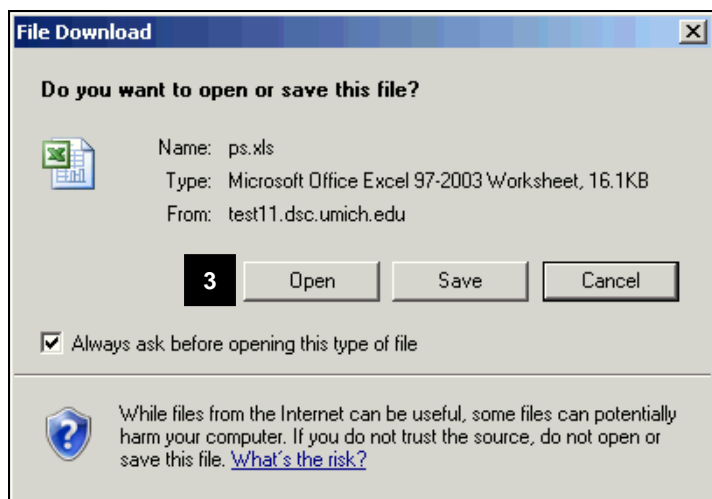 File Download
Do you want to open or save this file?
Name: ps.xls
Type: Microsoft Office Excel 97-2003 Worksheet, 16.1KB
From: test11.dsc.umich.edu
3 Open Save Cancel
Always ask before opening this type of file
While files from the Internet can be useful, some files can potentially
harm your computer. If you do not trust the source, do not open or
save this file. What's the risk?